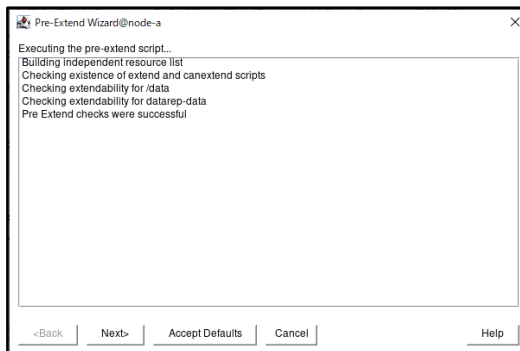 Pre-Extend Wizard@node-a
Executing the pre-extend script...
Building independent resource list
Checking existence of extend and canextend scripts
Checking extendability for /data
Checking extendability for datarep-data
Pre Extend checks were successful
<Back Next> Accept Defaults Cancel Help